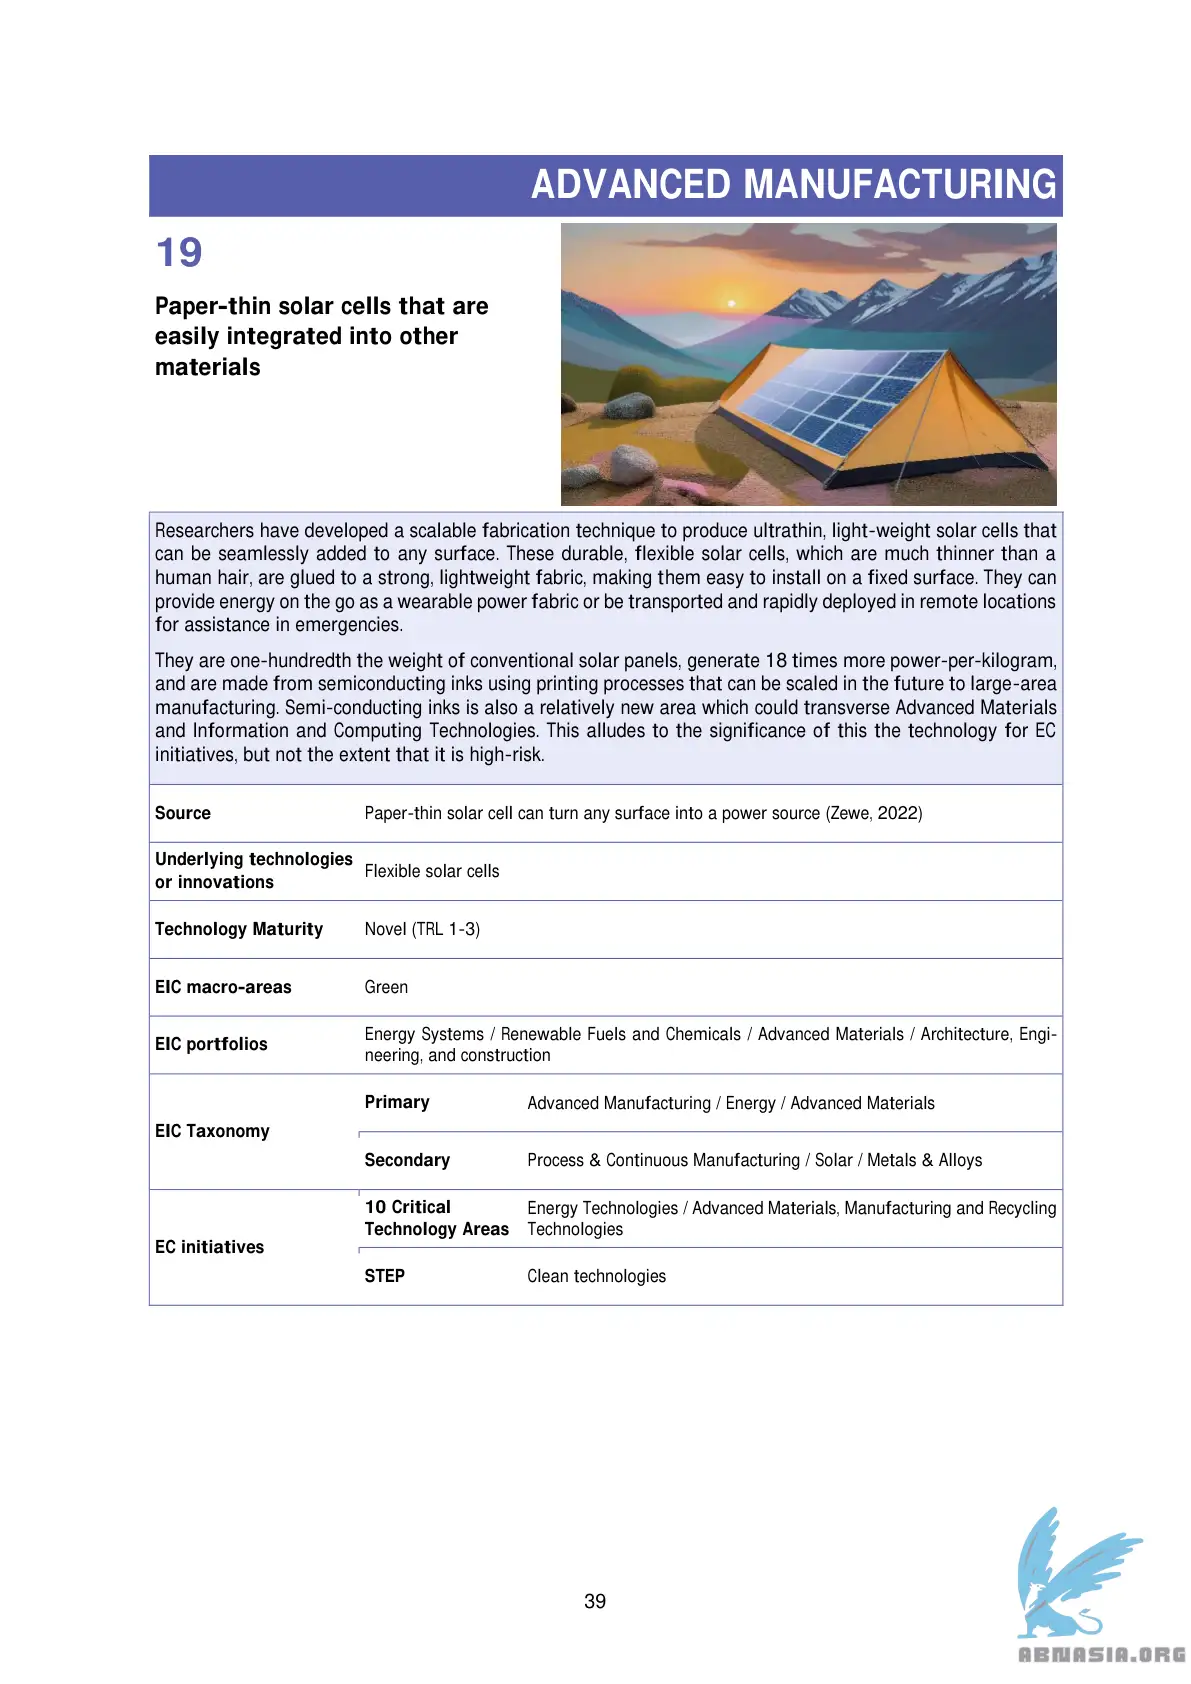 ADVANCED MANUFACTURING
19
Paper-thin solar cells that are
easily integrated into other
materials
Researchers have developed a scalable fabrication technique to produce ultrathin, light-weight solar cells that
can be seamlessly added to any surface. These durable, flexible solar cells, which are much thinner than a
human hair, are glued to a strong, lightweight fabric, making them easy to install on a fixed surface. They can
provide energy on the go as a wearable power fabric or be transported and rapidly deployed in remote locations
for assistance in emergencies.
They are one-hundredth the weight of conventional solar panels, generate 18 times more power-per-kilogram,
and are made from semiconducting inks using printing processes that can be scaled in the future to large-area
manufacturing. Semi-conducting inks is also a relatively new area which could transverse Advanced Materials
and Information and Computing Technologies. This alludes to the significance of this the technology for EC
initiatives, but not the extent that it is high-risk.
Source Paper-thin solar cell can turn any surface into a power source (Zewe, 2022)
Underlying technologies
or innovations
Flexible solar cells
Technology Maturity Novel (TRL 1-3)
EIC macro-areas Green
EIC portfolios
Energy Systems / Renewable Fuels and Chemicals / Advanced Materials / Architecture, Engi-
neering, and construction
EIC Taxonomy
Primary Advanced Manufacturing / Energy / Advanced Materials
Secondary Process & Continuous Manufacturing / Solar / Metals & Alloys
EC initiatives
10 Critical
Technology Areas
Energy Technologies / Advanced Materials, Manufacturing and Recycling
Technologies
STEP Clean technologies
39
ABNASIA.ORG